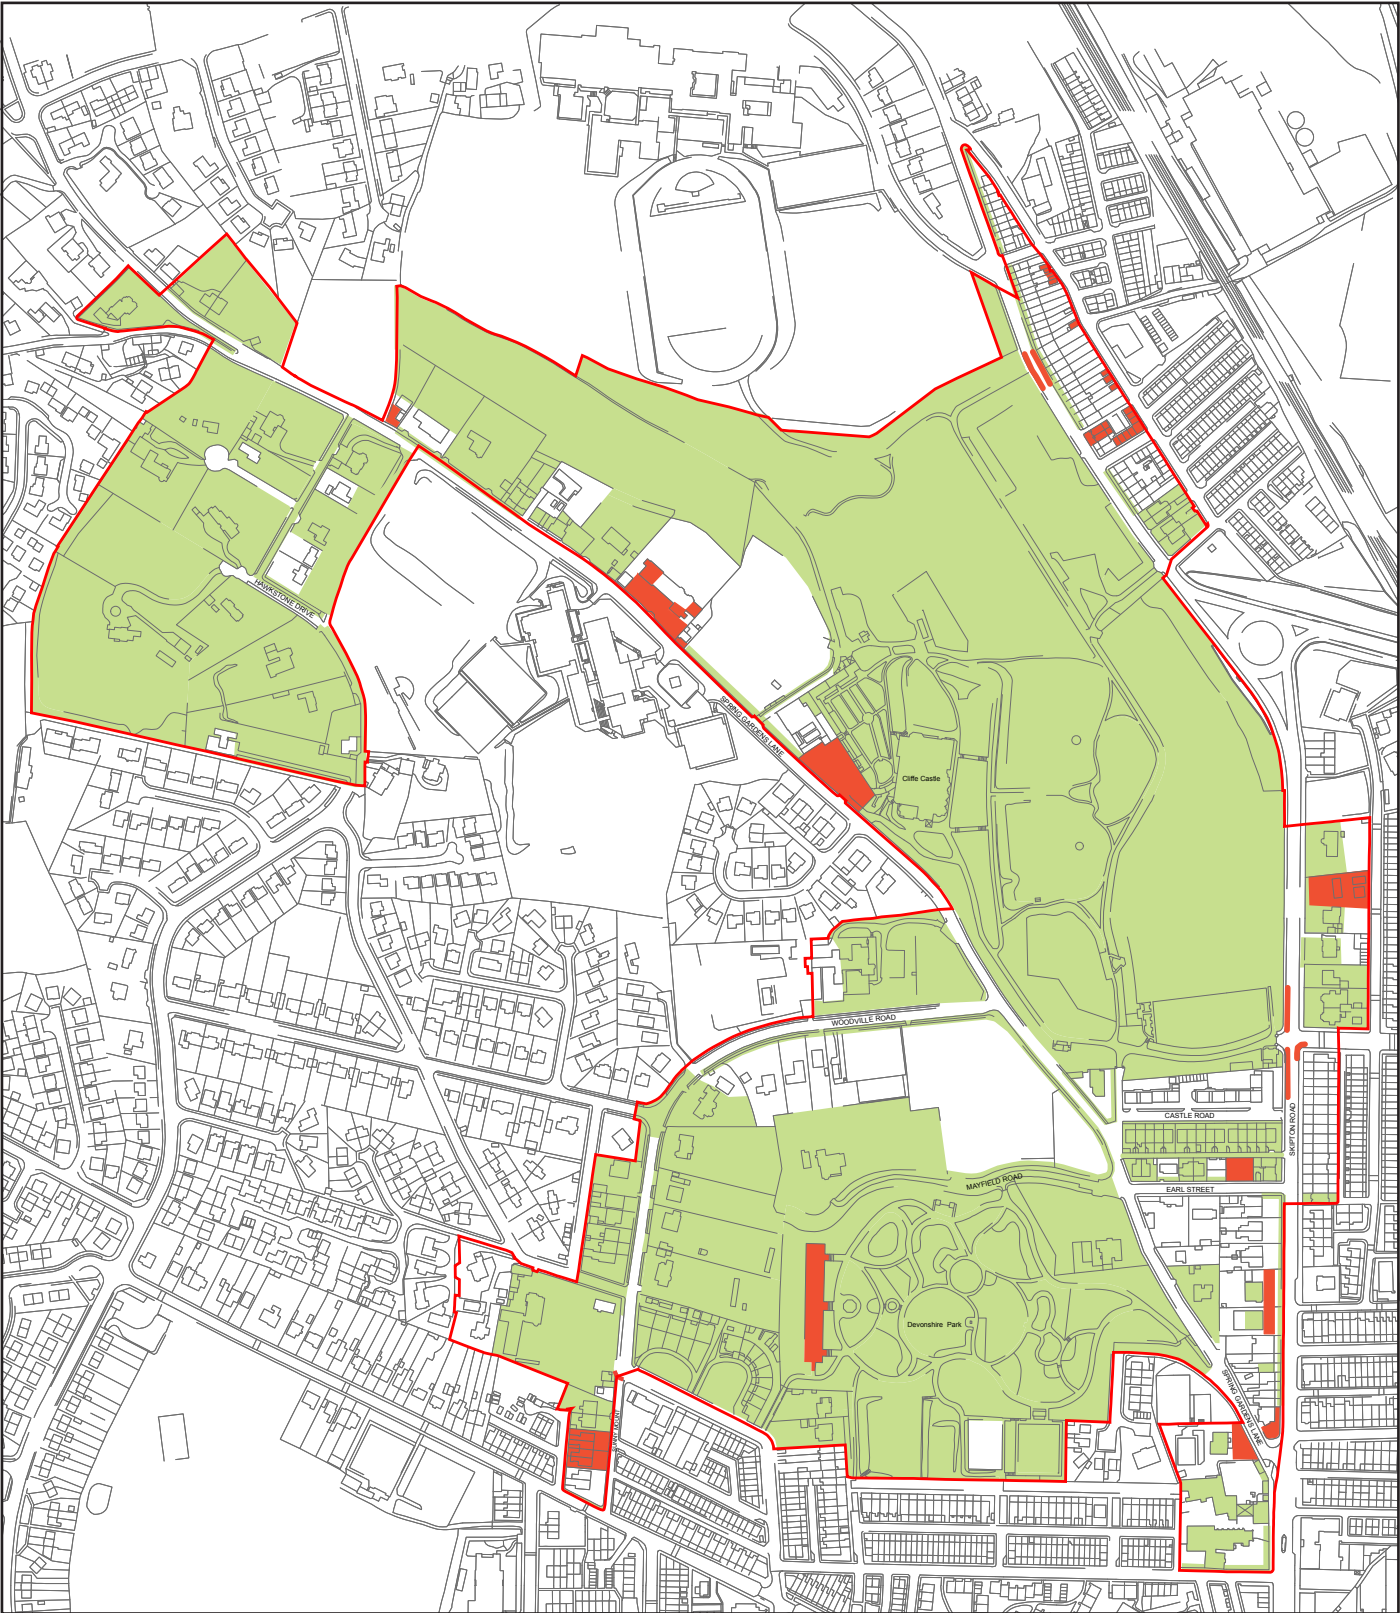 HAWKSTONE DRIVE
SPRING GARDENS LANE
Cliffe Castle
WOODVILLE ROAD
CASTLE ROAD
SKIPTON ROAD
MAYFIELD ROAD
EARL STREET
Devonshire Park
SPRING GARDENS LANE